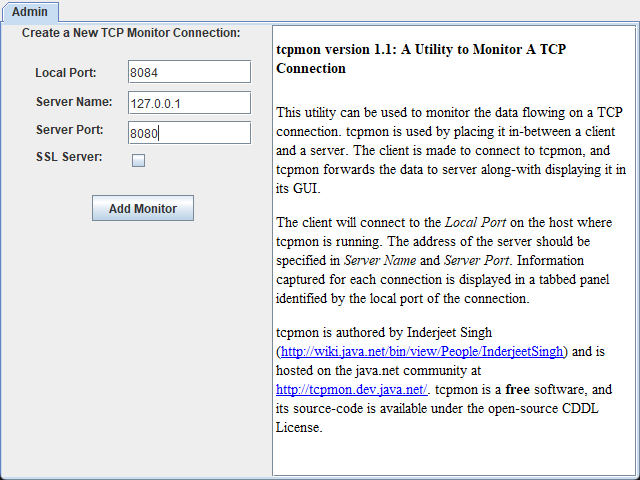 Admin
Create a New TCP Monitor Connection:
Local Port: 8084
Server Name: 127.0.0.1
Server Port: 8080
SSL Server:
Add Monitor
tcpmon version 1.1: A Utility to Monitor A TCP
Connection
This utility can be used to monitor the data flowing on a TCP
connection. tcpmon is used by placing it in-between a client
and a server. The client is made to connect to tcpmon, and
tcpmon forwards the data to server along-with displaying it in
its GUI.
The client will connect to the Local Port on the host where
tcpmon is running. The address of the server should be
specified in Server Name and Server Port. Information
captured for each connection is displayed in a tabbed panel
identified by the local port of the connection.
tcpmon is authored by Inderjeet Singh
(http://wiki.java.net/bin/view/People/InderjeetSingh) and is
hosted on the java.net community at
http://tcpmon.dev.java.net/. tcpmon is a free software, and
its source-code is available under the open-source CDDL
License.